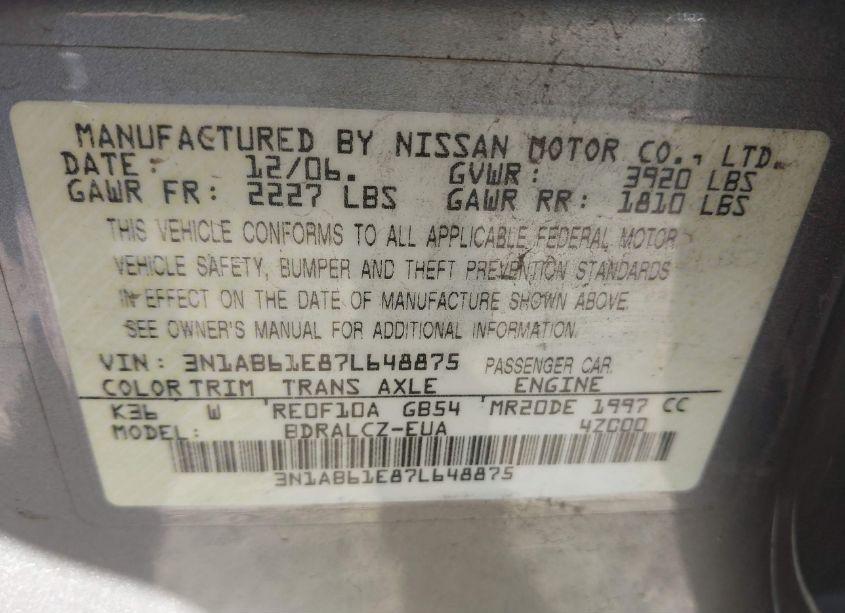 MANUFACTURED BY NISSAN MOTOR CO., LTD.
DATE: 12/06. GVWR: 3920 LBS
GAWR FR: 2227 LBS GAWR RR: 1810 LBS
THIS VEHICLE CONFORMS TO ALL APPLICABLE FEDERAL MOTOR
VEHICLE SAFETY, BUMPER AND THEFT PREVENTION STANDARDS
IN EFFECT ON THE DATE OF MANUFACTURE SHOWN ABOVE.
SEE OWNER'S MANUAL FOR ADDITIONAL INFORMATION.
VIN: 3N1AB61E87L648875 PASSENGER CAR
COLOR TRIM TRANS AXLE ENGINE
K36 W RE0F10A GB54 MR20DE 1997 CC
MODEL: BDRALCZ-EUA 4ZC00
3N1AB61E87L648875